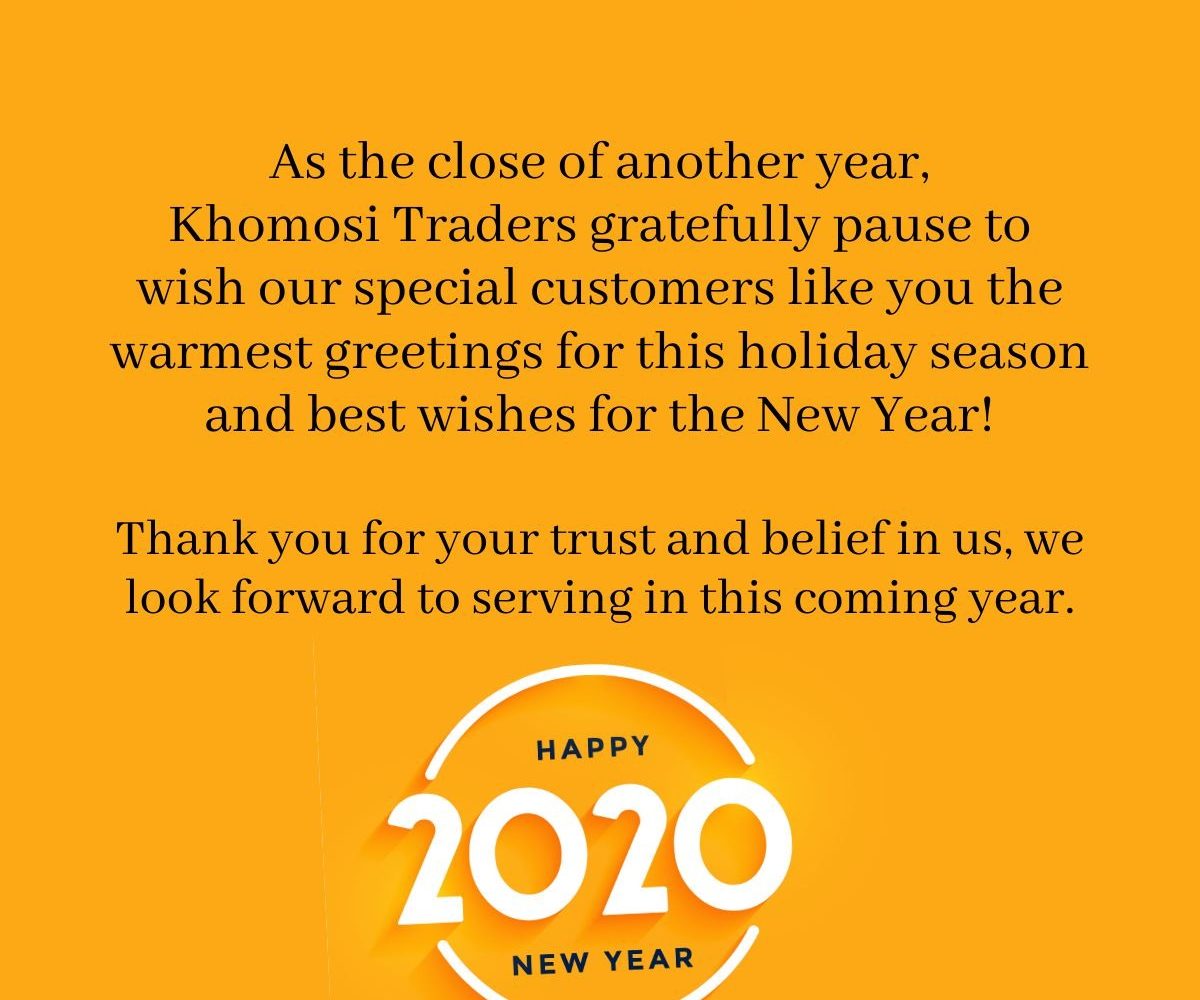 As the close of another year,
Khomosi Traders gratefully pause to
wish our special customers like you the
warmest greetings for this holiday season
and best wishes for the New Year!
Thank you for your trust and belief in us, we
look forward to serving in this coming year.
HAPPY
2020
NEW YEAR